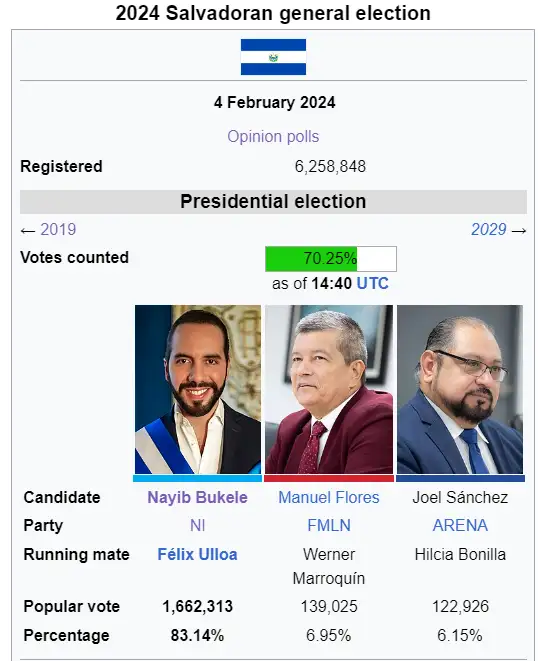 2024 Salvadoran general election
4 February 2024
Opinion polls
Registered 6,258,848
Presidential election
← 2019 2029 →
Votes counted 70.25%
as of 14:40 UTC
Candidate Nayib Bukele Manuel Flores Joel Sánchez
Party NI FMLN ARENA
Running mate Félix Ulloa Werner Hilcia Bonilla
Marroquín
Popular vote 1,662,313 139,025 122,926
Percentage 83.14% 6.95% 6.15%